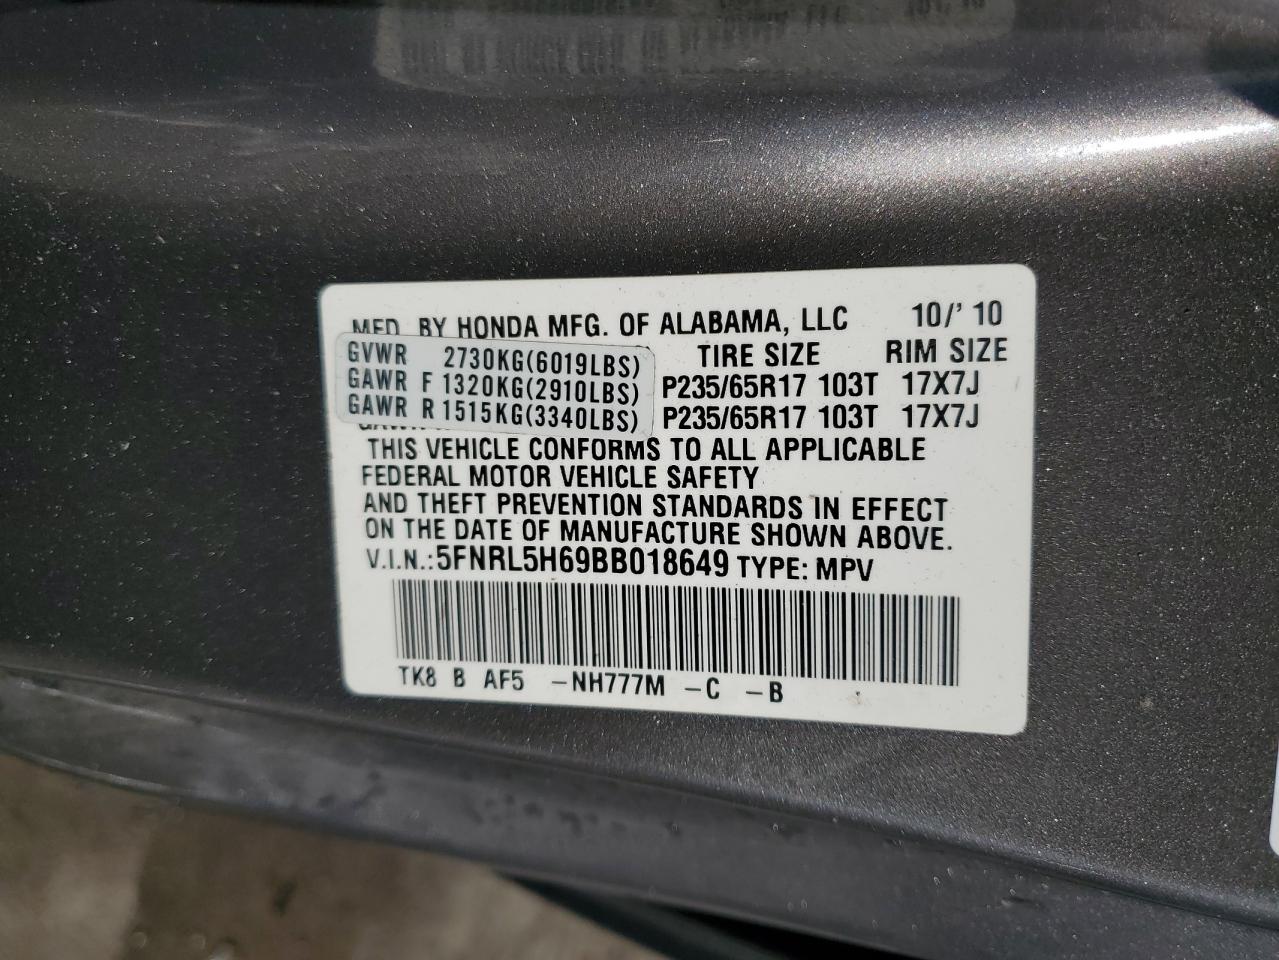 MFD BY HONDA MFG. OF ALABAMA, LLC 10/' 10
GVWR 2730KG(6019LBS) TIRE SIZE RIM SIZE
GAWR F 1320KG(2910LBS) P235/65R17 103T 17X7J
GAWR R 1515KG(3340LBS) P235/65R17 103T 17X7J
THIS VEHICLE CONFORMS TO ALL APPLICABLE
FEDERAL MOTOR VEHICLE SAFETY
AND THEFT PREVENTION STANDARDS IN EFFECT
ON THE DATE OF MANUFACTURE SHOWN ABOVE.
V.I.N.:5FNRL5H69BB018649 TYPE: MPV
TK8 B AF5 -NH777M -C -B